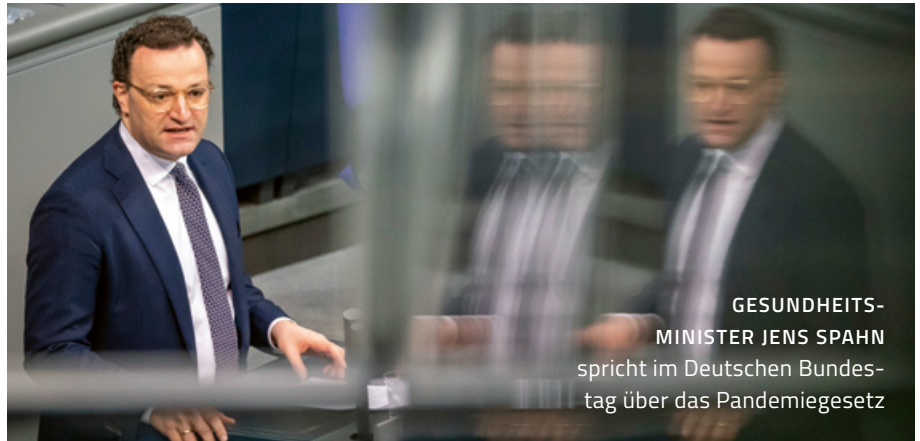 GESUNDHEITS-
MINISTER JENS SPAHN
spricht im Deutschen Bundes-
tag über das Pandemiegesetz